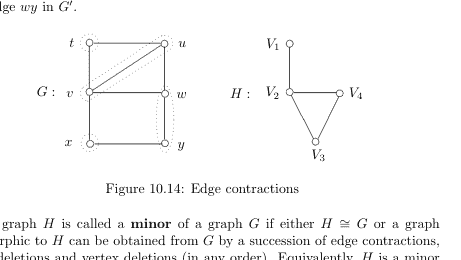 dge wy in G′.
t
u
V1
G : v
w
H : V2
V4
x
y
V3
Figure 10.14: Edge contractions
graph H is called a minor of a graph G if either H ≅ G or a graph
rphic to H can be obtained from G by a succession of edge contractions,
deletions and vertex deletions (in any order). Equivalently, H is a minor